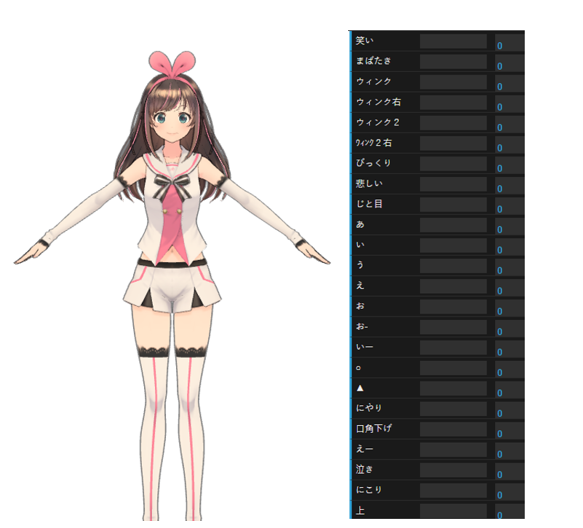 笑い 0
まばたき 0
ウィンク 0
ウィンク右 0
ウィンク２ 0
ｳｨﾝｸ２右 0
びっくり 0
悲しい 0
じと目 0
あ 0
い 0
う 0
え 0
お 0
お- 0
いー 0
○ 0
▲ 0
にやり 0
口角下げ 0
えー 0
泣き 0
にこり 0
上 0